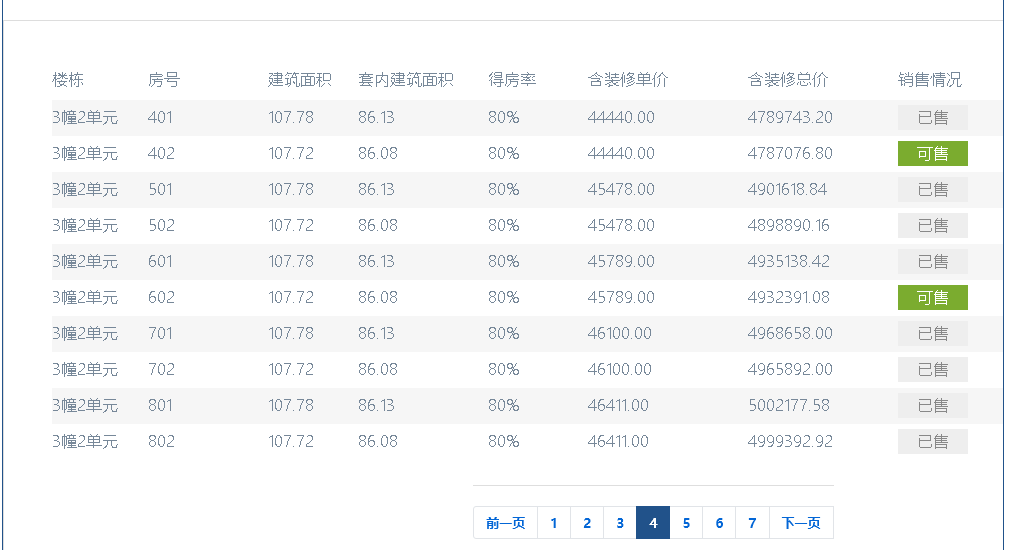 楼栋 房号 建筑面积 套内建筑面积 得房率 含装修单价 含装修总价 销售情况
3幢2单元 401 107.78 86.13 80% 44440.00 4789743.20 已售
3幢2单元 402 107.72 86.08 80% 44440.00 4787076.80 可售
3幢2单元 501 107.78 86.13 80% 45478.00 4901618.84 已售
3幢2单元 502 107.72 86.08 80% 45478.00 4898890.16 已售
3幢2单元 601 107.78 86.13 80% 45789.00 4935138.42 已售
3幢2单元 602 107.72 86.08 80% 45789.00 4932391.08 可售
3幢2单元 701 107.78 86.13 80% 46100.00 4968658.00 已售
3幢2单元 702 107.72 86.08 80% 46100.00 4965892.00 已售
3幢2单元 801 107.78 86.13 80% 46411.00 5002177.58 已售
3幢2单元 802 107.72 86.08 80% 46411.00 4999392.92 已售
前一页 1 2 3 4 5 6 7 下一页